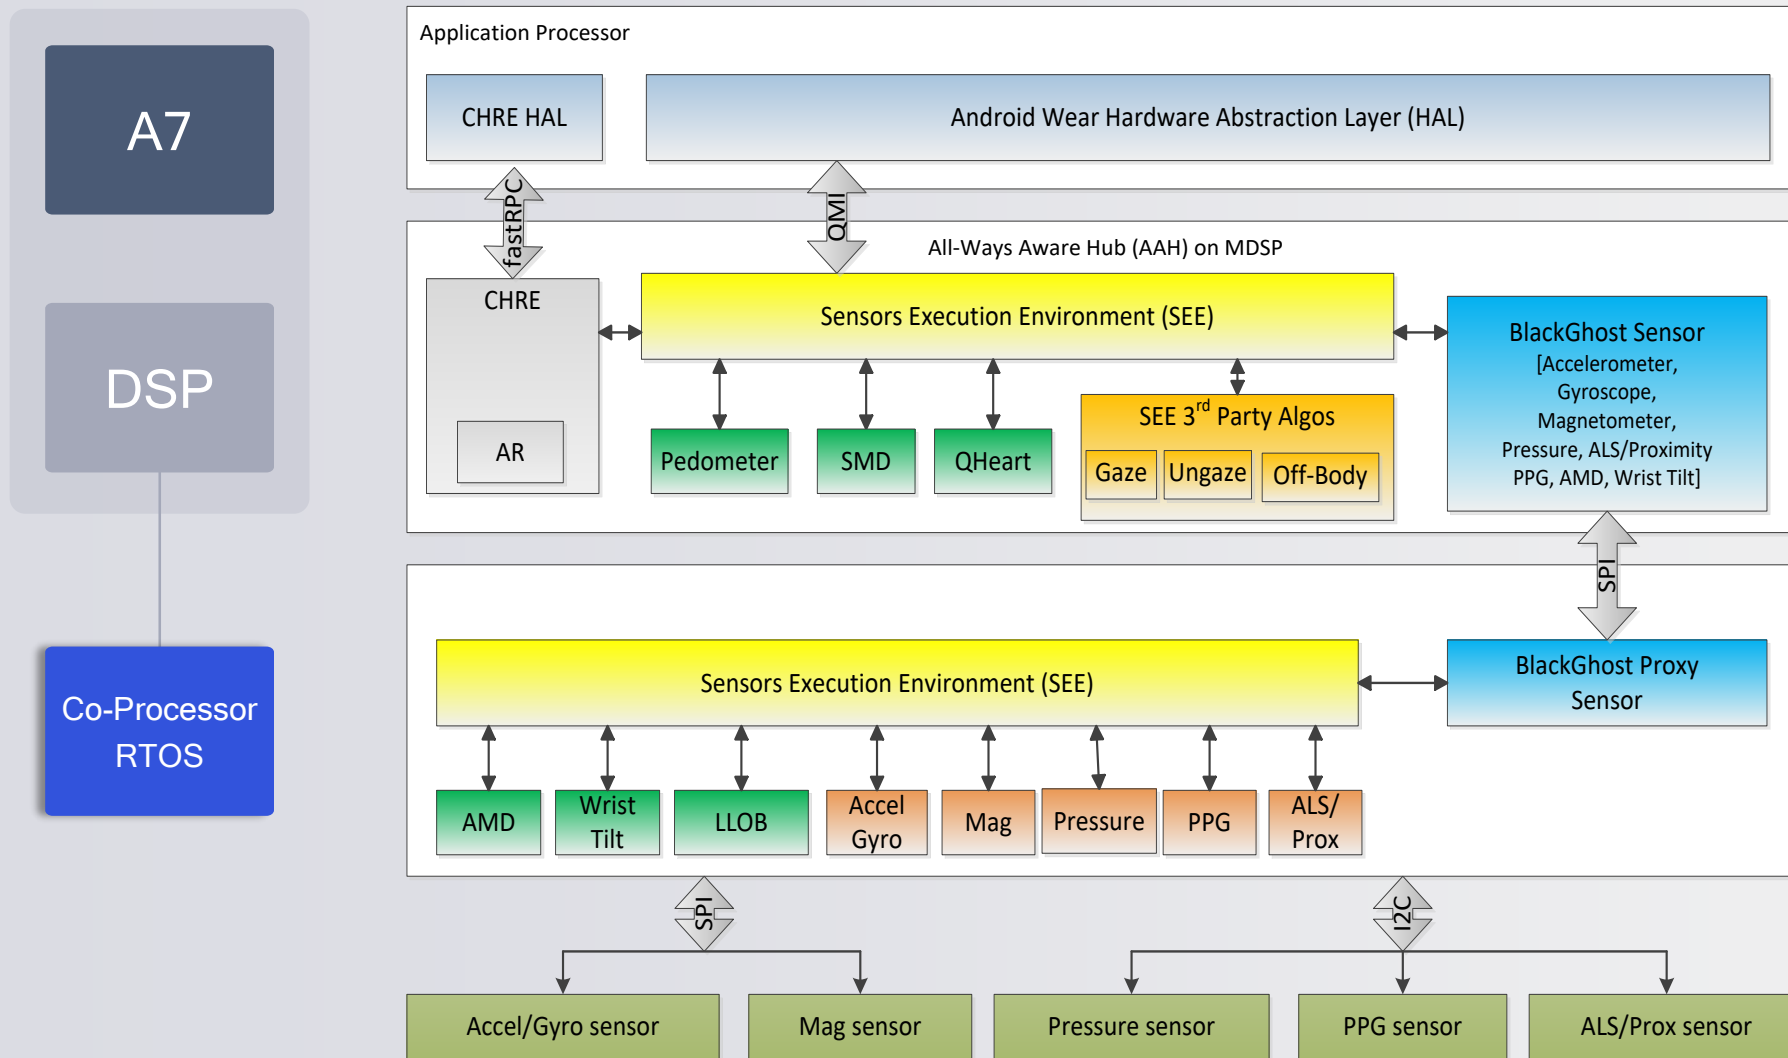 A7
DSP
Co-Processor
RTOS
Application Processor
CHRE HAL
Android Wear Hardware Abstraction Layer (HAL)
fastRPC
QMI
All-Ways Aware Hub (AAH) on MDSP
CHRE
AR
Sensors Execution Environment (SEE)
Pedometer
SMD
QHeart
SEE 3rd Party Algos
Gaze
Ungaze
Off-Body
BlackGhost Sensor
[Accelerometer,
Gyroscope,
Magnetometer,
Pressure, ALS/Proximity
PPG, AMD, Wrist Tilt]
SPI
Sensors Execution Environment (SEE)
BlackGhost Proxy
Sensor
AMD
Wrist
Tilt
LLOB
Accel
Gyro
Mag
Pressure
PPG
ALS/
Prox
SPI
I2C
Accel/Gyro sensor
Mag sensor
Pressure sensor
PPG sensor
ALS/Prox sensor